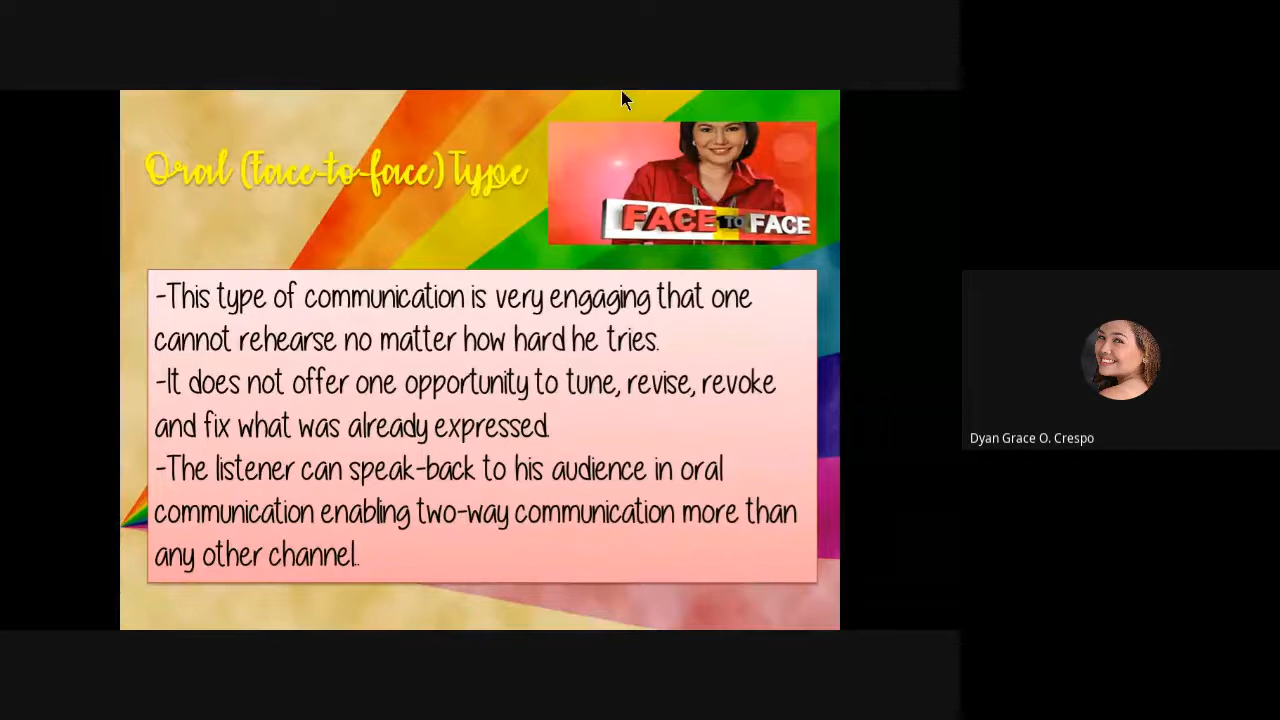 Oral (Face-to-face) Type
FACE TO FACE
-This type of communication is very engaging that one
cannot rehearse no matter how hard he tries.
-It does not offer one opportunity to tune, revise, revoke
and fix what was already expressed.
-The listener can speak-back to his audience in oral
communication enabling two-way communication more than
any other channel..
Dyan Grace O. Crespo